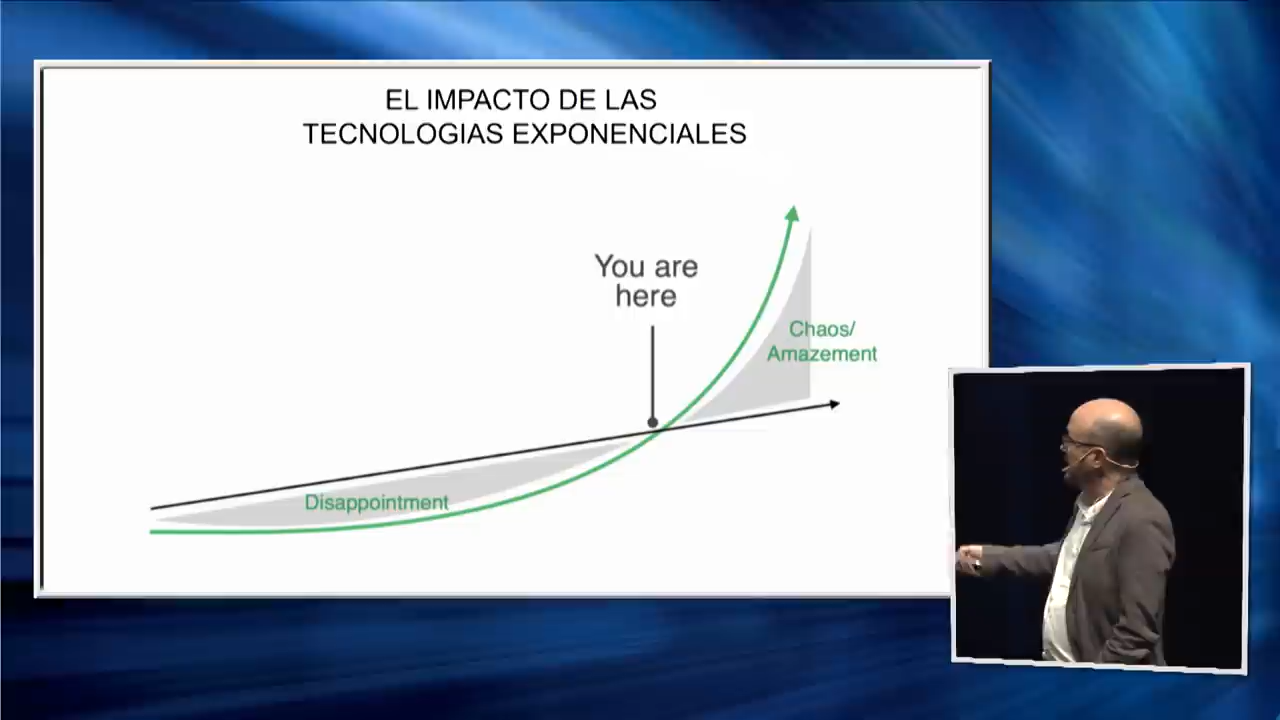 EL IMPACTO DE LAS
TECNOLOGIAS EXPONENCIALES
You are
here
Chaos/
Amazement
Disappointment